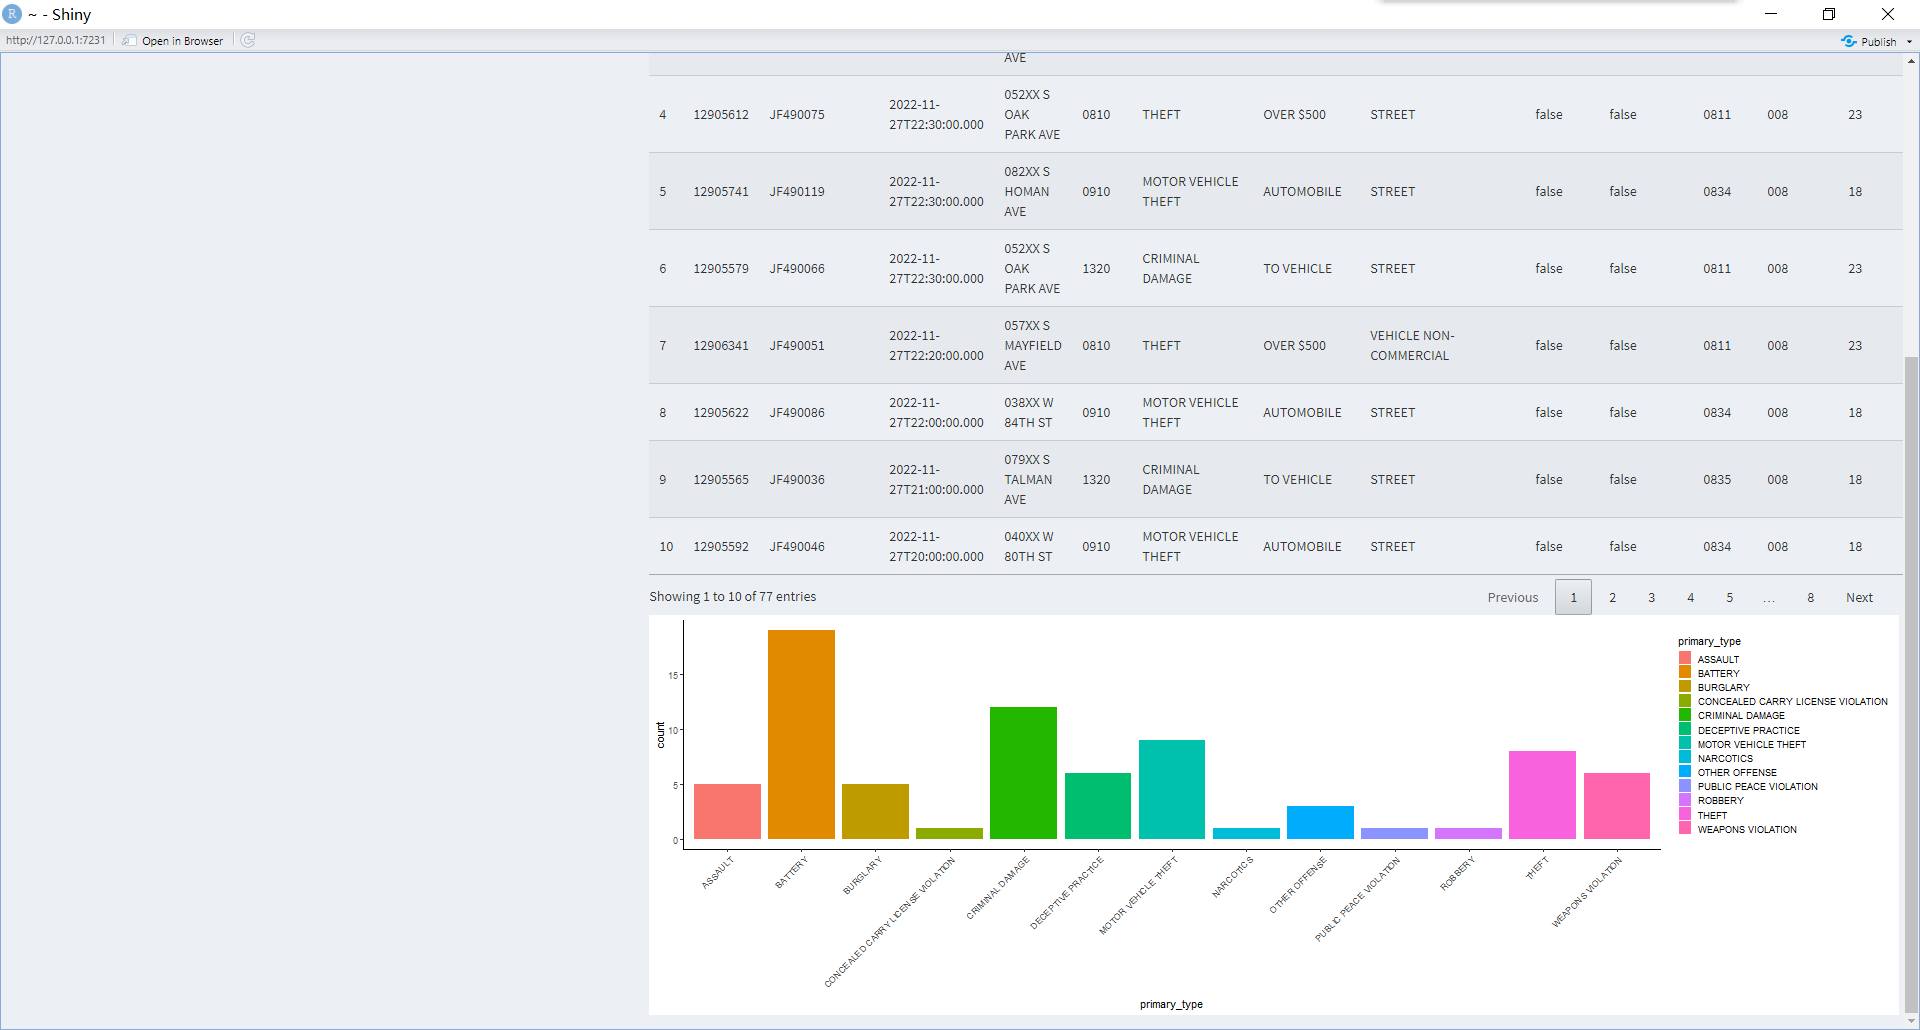 ~ - Shiny
http://127.0.0.1:7231 Open in Browser Publish
AVE
4 12905612 JF490075 2022-11-27T22:30:00.000 052XX S OAK PARK AVE 0810 THEFT OVER $500 STREET false false 0811 008 23
5 12905741 JF490119 2022-11-27T22:30:00.000 082XX S HOMAN AVE 0910 MOTOR VEHICLE THEFT AUTOMOBILE STREET false false 0834 008 18
6 12905579 JF490066 2022-11-27T22:30:00.000 052XX S OAK PARK AVE 1320 CRIMINAL DAMAGE TO VEHICLE STREET false false 0811 008 23
7 12906341 JF490051 2022-11-27T22:20:00.000 057XX S MAYFIELD AVE 0810 THEFT OVER $500 VEHICLE NON-COMMERCIAL false false 0811 008 23
8 12905622 JF490086 2022-11-27T22:00:00.000 038XX W 84TH ST 0910 MOTOR VEHICLE THEFT AUTOMOBILE STREET false false 0834 008 18
9 12905565 JF490036 2022-11-27T21:00:00.000 079XX S TALMAN AVE 1320 CRIMINAL DAMAGE TO VEHICLE STREET false false 0835 008 18
10 12905592 JF490046 2022-11-27T20:00:00.000 040XX W 80TH ST 0910 MOTOR VEHICLE THEFT AUTOMOBILE STREET false false 0834 008 18
Showing 1 to 10 of 77 entries Previous 1 2 3 4 5 … 8 Next
count
15
10
5
0
ASSAULT
BATTERY
BURGLARY
CONCEALED CARRY LICENSE VIOLATION
CRIMINAL DAMAGE
DECEPTIVE PRACTICE
MOTOR VEHICLE THEFT
NARCOTICS
OTHER OFFENSE
PUBLIC PEACE VIOLATION
ROBBERY
THEFT
WEAPONS VIOLATION
primary_type
primary_type
ASSAULT
BATTERY
BURGLARY
CONCEALED CARRY LICENSE VIOLATION
CRIMINAL DAMAGE
DECEPTIVE PRACTICE
MOTOR VEHICLE THEFT
NARCOTICS
OTHER OFFENSE
PUBLIC PEACE VIOLATION
ROBBERY
THEFT
WEAPONS VIOLATION